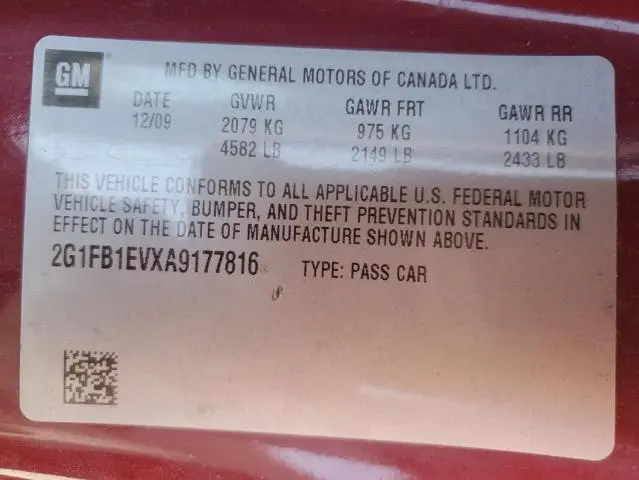 GM
MFD BY GENERAL MOTORS OF CANADA LTD.
DATE GVWR GAWR FRT GAWR RR
12/09 2079 KG 975 KG 1104 KG
4582 LB 2149 LB 2433 LB
THIS VEHICLE CONFORMS TO ALL APPLICABLE U.S. FEDERAL MOTOR
VEHICLE SAFETY, BUMPER, AND THEFT PREVENTION STANDARDS IN
EFFECT ON THE DATE OF MANUFACTURE SHOWN ABOVE.
2G1FB1EVXA9177816 TYPE: PASS CAR